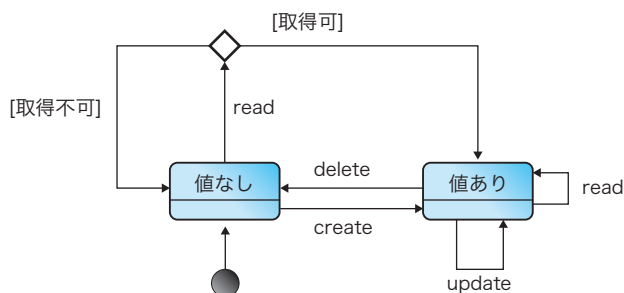 [取得可]
[取得不可]
read
値なし
delete
値あり
read
create
update